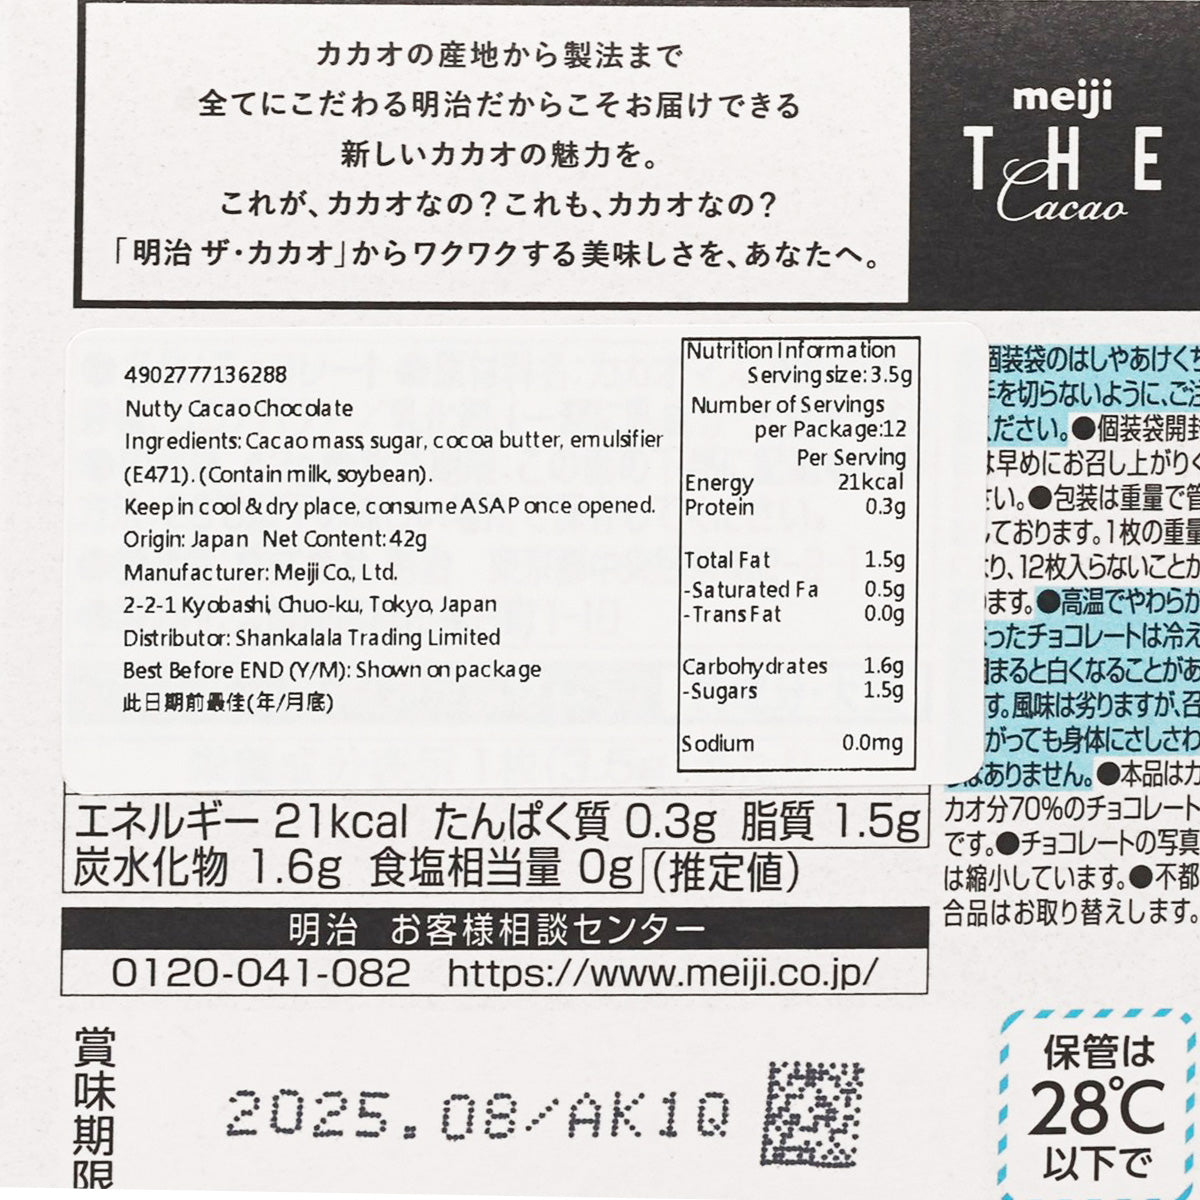 カカオの産地から製法まで
全てにこだわる明治だからこそお届けできる
新しいカカオの魅力を。
これが、カカオなの？これも、カカオなの？
「明治 ザ・カカオ」からワクワクする美味しさを、あなたへ。
meiji
THE
Cacao
4902777136288
Nutty Cacao Chocolate
Ingredients: Cacao mass, sugar, cocoa butter, emulsifier
(E471). (Contain milk, soybean).
Keep in cool & dry place, consume ASAP once opened.
Origin: Japan Net Content: 42g
Manufacturer: Meiji Co., Ltd.
2-2-1 Kyobashi, Chuo-ku, Tokyo, Japan
Distributor: Shankalala Trading Limited
Best Before END (Y/M): Shown on package
此日期前最佳(年/月底)
Nutrition Information
Serving size: 3.5g
Number of Servings
per Package:12
Per Serving
Energy 21kcal
Protein 0.3g
Total Fat 1.5g
-Saturated Fa 0.5g
-Trans Fat 0.0g
Carbohydrates 1.6g
-Sugars 1.5g
Sodium 0.0mg
個装袋のはしやあけくち
手を切らないように、ご注
ください。●個装袋開封
は早めにお召し上がりく
さい。●包装は重量で管
しております。1枚の重量
より、12枚入らないことか
ります。●高温でやわらか
なったチョコレートは冷え
固まると白くなることがあ
す。風味は劣りますが、召
がっても身体にさしさわ
りはありません。●本品はカ
カオ分70%のチョコレート
です。●チョコレートの写真
は縮小しています。●不都
合品はお取り替えします。
エネルギー 21kcal たんぱく質 0.3g 脂質 1.5g
炭水化物 1.6g 食塩相当量 0g (推定値)
明治 お客様相談センター
0120-041-082 https://www.meiji.co.jp/
賞味期限
2025.08/AK1Q
保管は
28℃
以下で